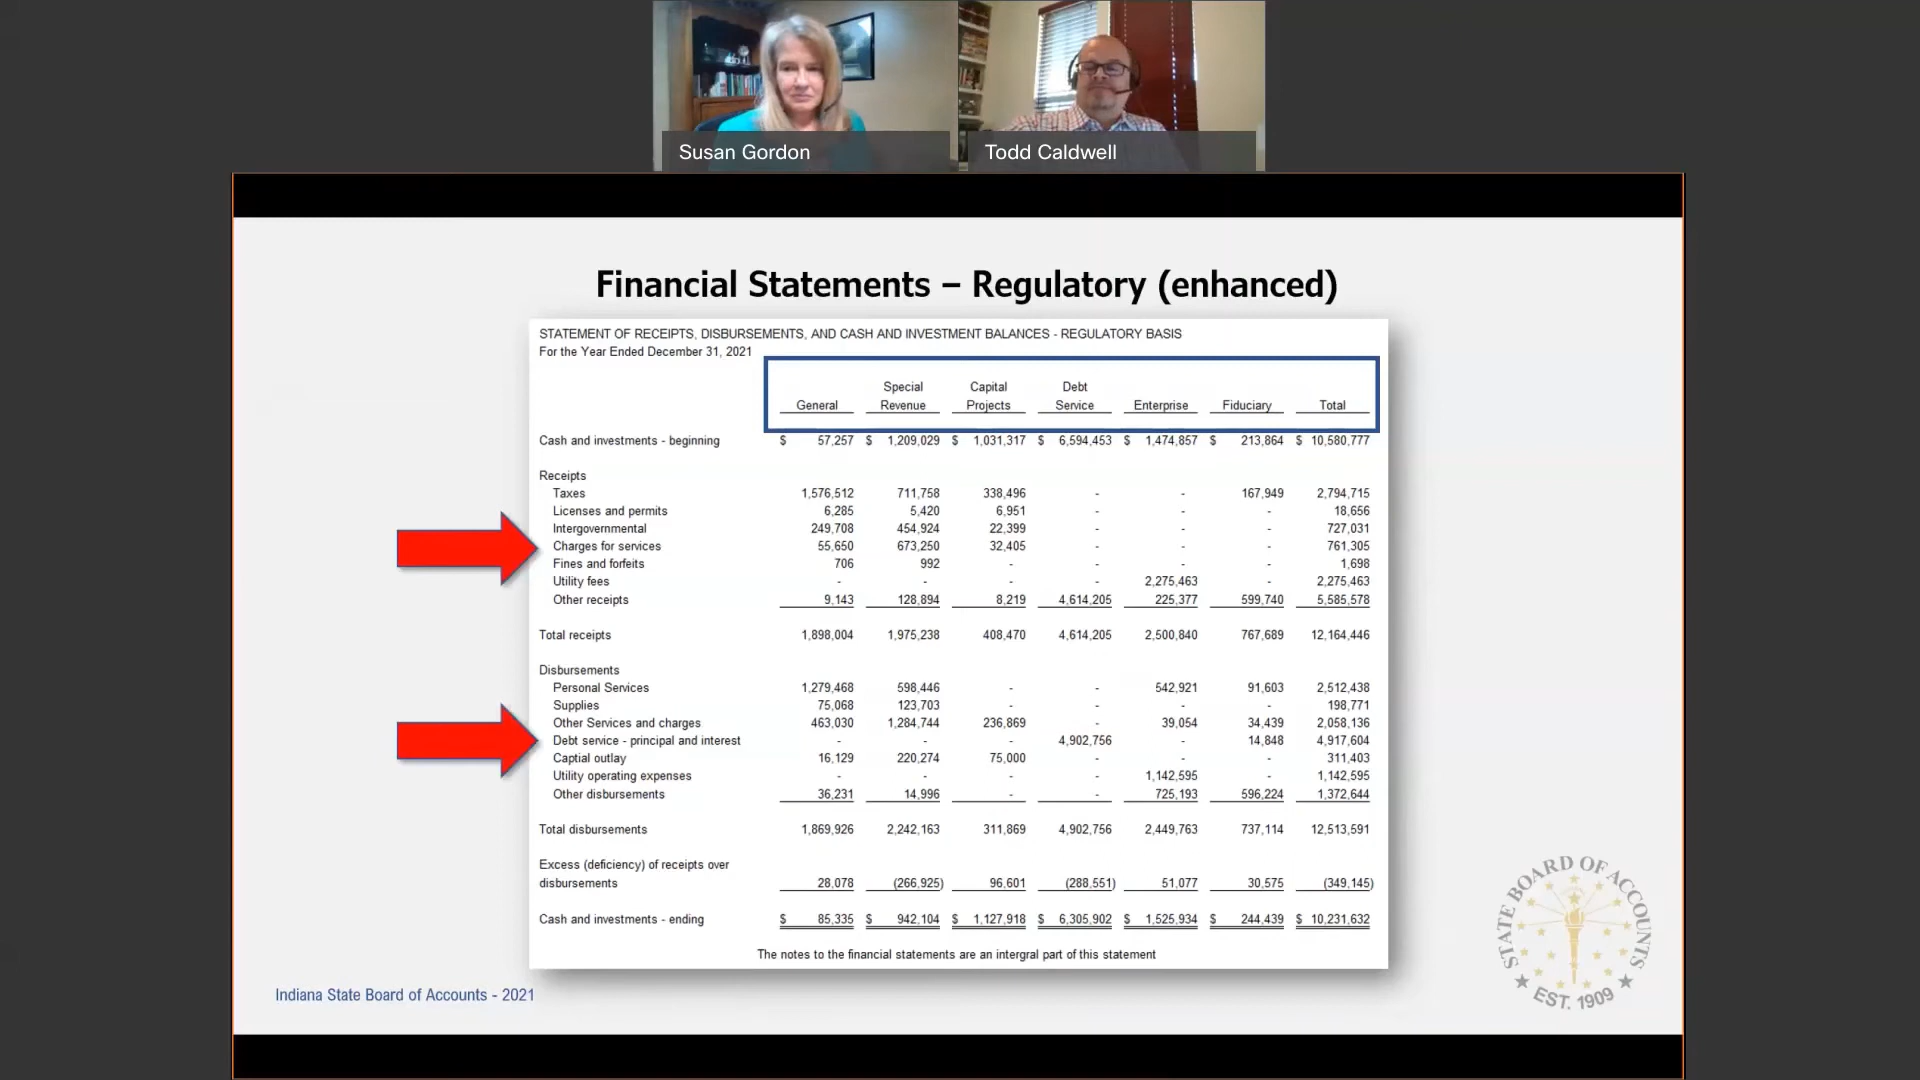 Susan Gordon
Todd Caldwell
Financial Statements – Regulatory (enhanced)
STATEMENT OF RECEIPTS, DISBURSEMENTS, AND CASH AND INVESTMENT BALANCES - REGULATORY BASIS
For the Year Ended December 31, 2021
Special Capital Debt
General Revenue Projects Service Enterprise Fiduciary Total
Cash and investments - beginning $ 57,257 $ 1,209,029 $ 1,031,317 $ 6,594,453 $ 1,474,857 $ 213,864 $ 10,580,777
Receipts
Taxes 1,576,512 711,758 338,496 - - 167,949 2,794,715
Licenses and permits 6,285 5,420 6,951 - - - 18,656
Intergovernmental 249,708 454,924 22,399 - - - 727,031
Charges for services 55,650 673,250 32,405 - - - 761,305
Fines and forfeits 706 992 - - - - 1,698
Utility fees - - - - 2,275,463 - 2,275,463
Other receipts 9,143 128,894 8,219 4,614,205 225,377 599,740 5,585,578
Total receipts 1,898,004 1,975,238 408,470 4,614,205 2,500,840 767,689 12,164,446
Disbursements
Personal Services 1,279,468 598,446 - - 542,921 91,603 2,512,438
Supplies 75,068 123,703 - - - - 198,771
Other Services and charges 463,030 1,284,744 236,869 - 39,054 34,439 2,058,136
Debt service - principal and interest - - - 4,902,756 - 14,848 4,917,604
Captial outlay 16,129 220,274 75,000 - - - 311,403
Utility operating expenses - - - - 1,142,595 - 1,142,595
Other disbursements 36,231 14,996 - - 725,193 596,224 1,372,644
Total disbursements 1,869,926 2,242,163 311,869 4,902,756 2,449,763 737,114 12,513,591
Excess (deficiency) of receipts over
disbursements 28,078 (266,925) 96,601 (288,551) 51,077 30,575 (349,145)
Cash and investments - ending $ 85,335 $ 942,104 $ 1,127,918 $ 6,305,902 $ 1,525,934 $ 244,439 $ 10,231,632
The notes to the financial statements are an intergral part of this statement
Indiana State Board of Accounts - 2021
STATE BOARD OF ACCOUNTS
EST. 1909